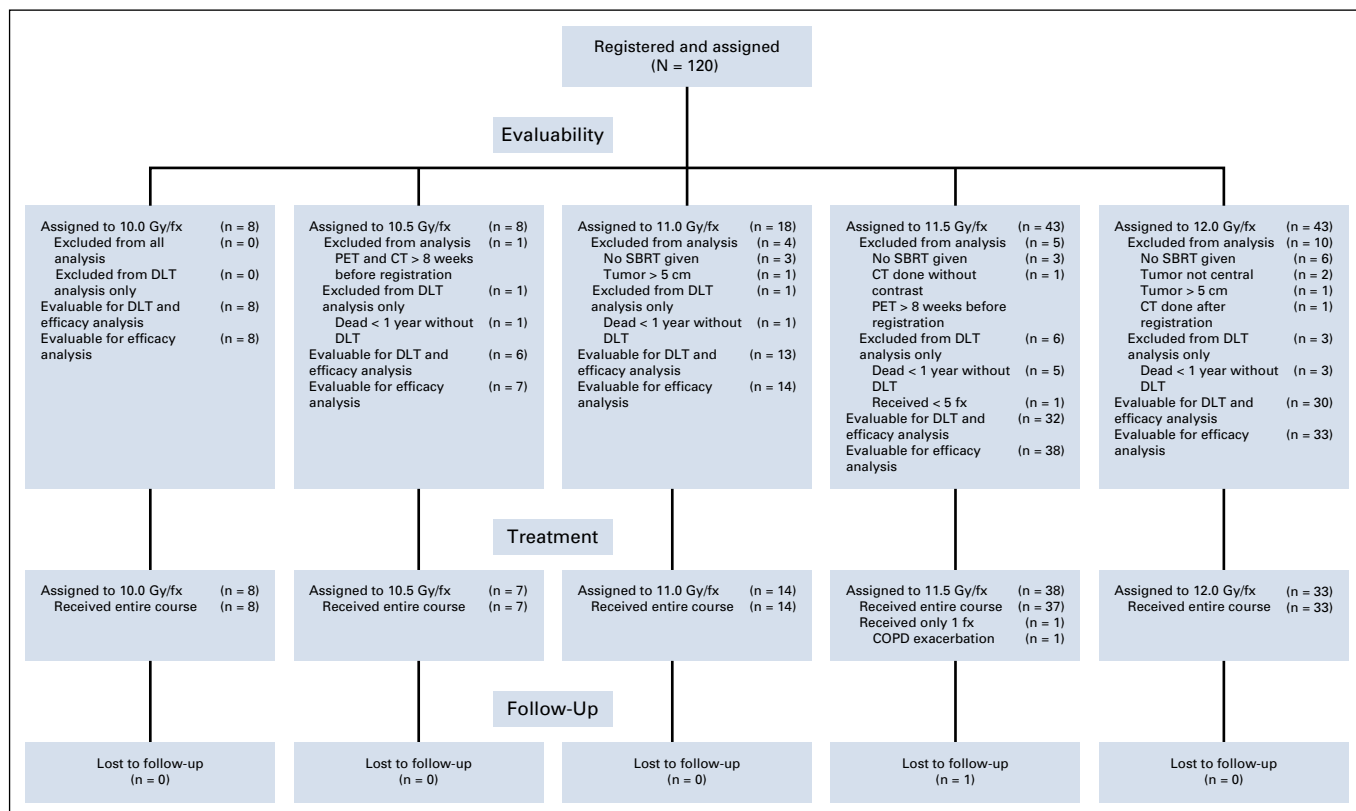 Registered and assigned
(N = 120)
Evaluability
Assigned to 10.0 Gy/fx (n = 8)
Excluded from all (n = 0)
analysis
Excluded from DLT (n = 0)
analysis only
Evaluable for DLT and (n = 8)
efficacy analysis
Evaluable for efficacy (n = 8)
analysis
Assigned to 10.5 Gy/fx (n = 8)
Excluded from analysis (n = 1)
PET and CT > 8 weeks
before registration
Excluded from DLT (n = 1)
analysis only
Dead < 1 year without (n = 1)
DLT
Evaluable for DLT and (n = 6)
efficacy analysis
Evaluable for efficacy (n = 7)
analysis
Assigned to 11.0 Gy/fx (n = 18)
Excluded from analysis (n = 4)
No SBRT given (n = 3)
Tumor > 5 cm (n = 1)
Excluded from DLT (n = 1)
analysis only
Dead < 1 year without (n = 1)
DLT
Evaluable for DLT and (n = 13)
efficacy analysis
Evaluable for efficacy (n = 14)
analysis
Assigned to 11.5 Gy/fx (n = 43)
Excluded from analysis (n = 5)
No SBRT given (n = 3)
CT done without (n = 1)
contrast
PET > 8 weeks before (n = 1)
registration
Excluded from DLT (n = 6)
analysis only
Dead < 1 year without (n = 5)
DLT
Received < 5 fx (n = 1)
Evaluable for DLT and (n = 32)
efficacy analysis
Evaluable for efficacy (n = 38)
analysis
Assigned to 12.0 Gy/fx (n = 43)
Excluded from analysis (n = 10)
No SBRT given (n = 6)
Tumor not central (n = 2)
Tumor > 5 cm (n = 1)
CT done after (n = 1)
registration
Excluded from DLT (n = 3)
analysis only
Dead < 1 year without (n = 3)
DLT
Evaluable for DLT and (n = 30)
efficacy analysis
Evaluable for efficacy (n = 33)
analysis
Treatment
Assigned to 10.0 Gy/fx (n = 8)
Received entire course (n = 8)
Assigned to 10.5 Gy/fx (n = 7)
Received entire course (n = 7)
Assigned to 11.0 Gy/fx (n = 14)
Received entire course (n = 14)
Assigned to 11.5 Gy/fx (n = 38)
Received entire course (n = 37)
Received only 1 fx (n = 1)
COPD exacerbation (n = 1)
Assigned to 12.0 Gy/fx (n = 33)
Received entire course (n = 33)
Follow-Up
Lost to follow-up
(n = 0)
Lost to follow-up
(n = 0)
Lost to follow-up
(n = 0)
Lost to follow-up
(n = 1)
Lost to follow-up
(n = 0)